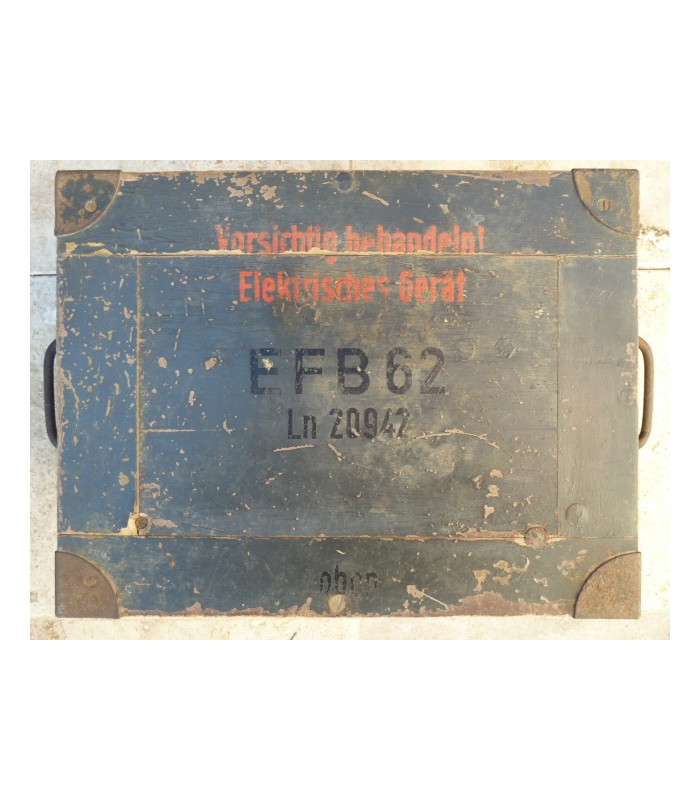 Vorsichtig behandeln!
Elektrisches Gerät
EFB 62
Ln 20942
oben